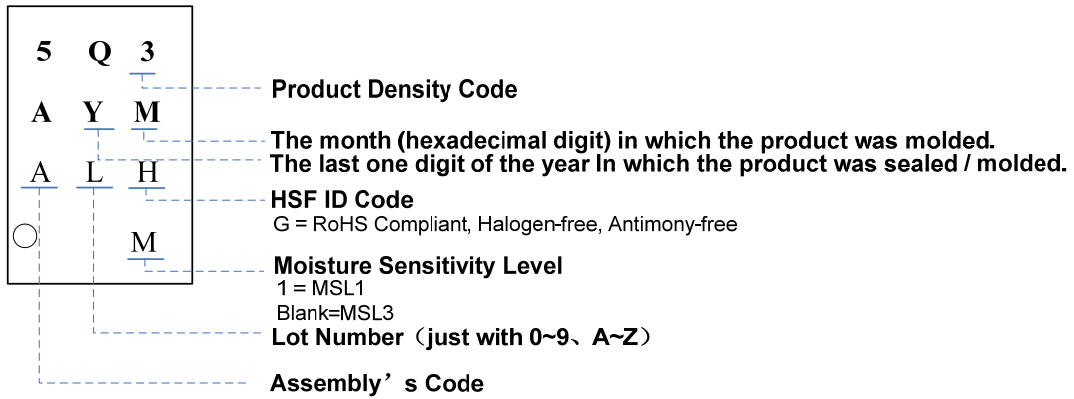 5 Q 3
Product Density Code
A Y M
The month (hexadecimal digit) in which the product was molded.
The last one digit of the year In which the product was sealed / molded.
A L H
HSF ID Code
G = RoHS Compliant, Halogen-free, Antimony-free
M
Moisture Sensitivity Level
1 = MSL1
Blank=MSL3
Lot Number（just with 0~9、A~Z）
Assembly’s Code